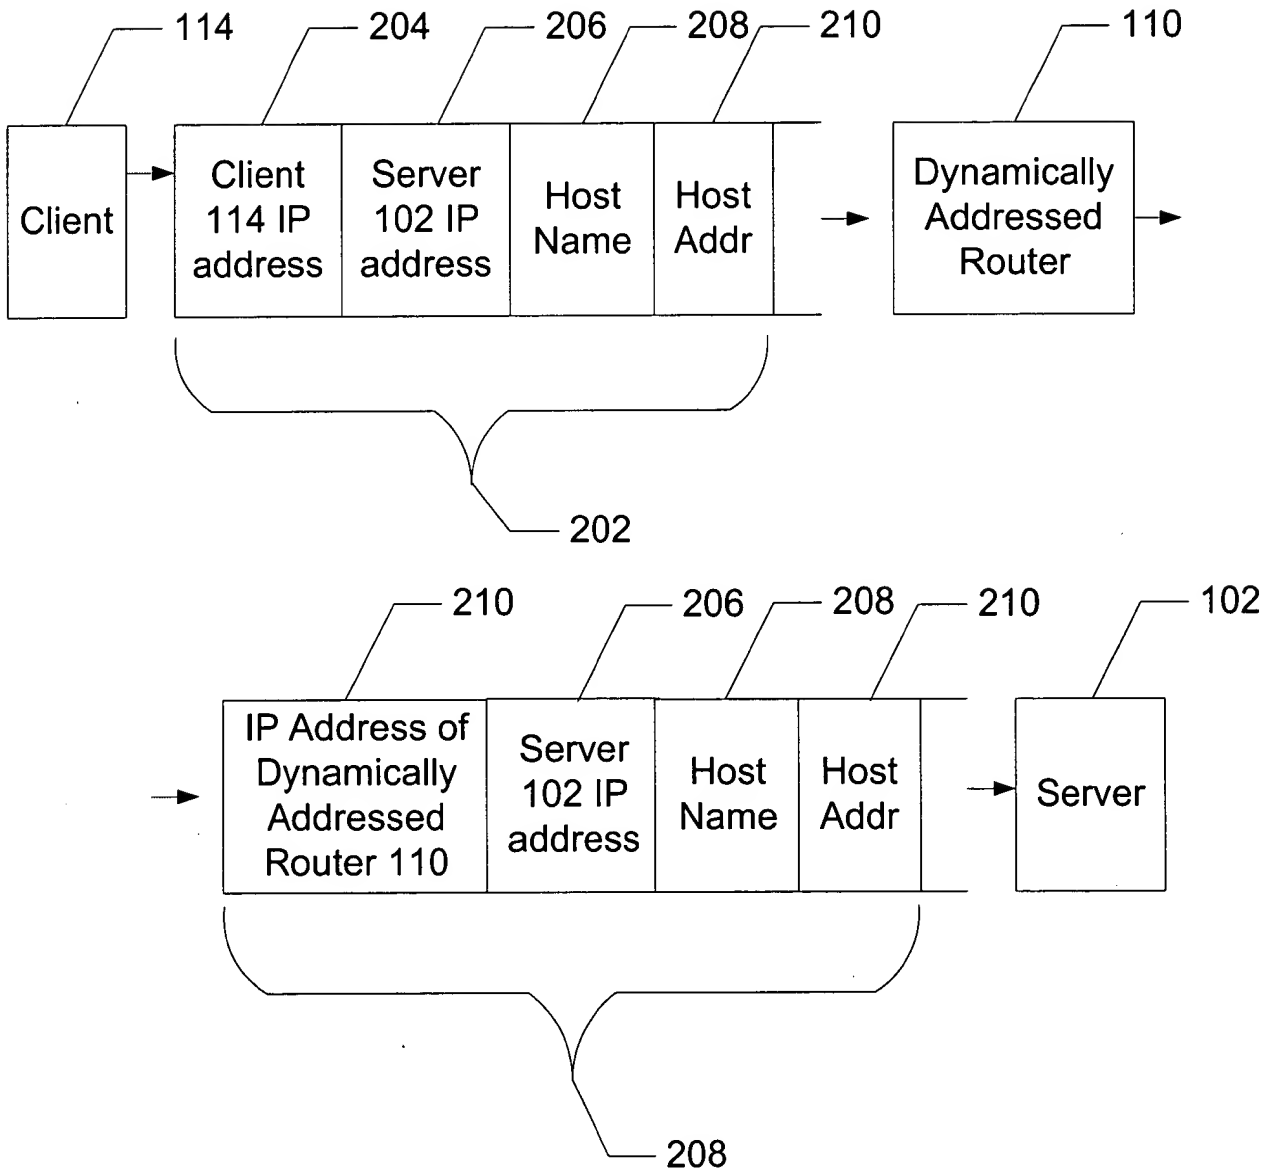 114
204
206
208
210
110
Client
Client
114 IP
address
Server
102 IP
address
Host
Name
Host
Addr
Dynamically
Addressed
Router
202
210
206
208
210
102
IP Address of
Dynamically
Addressed
Router 110
Server
102 IP
address
Host
Name
Host
Addr
Server
208